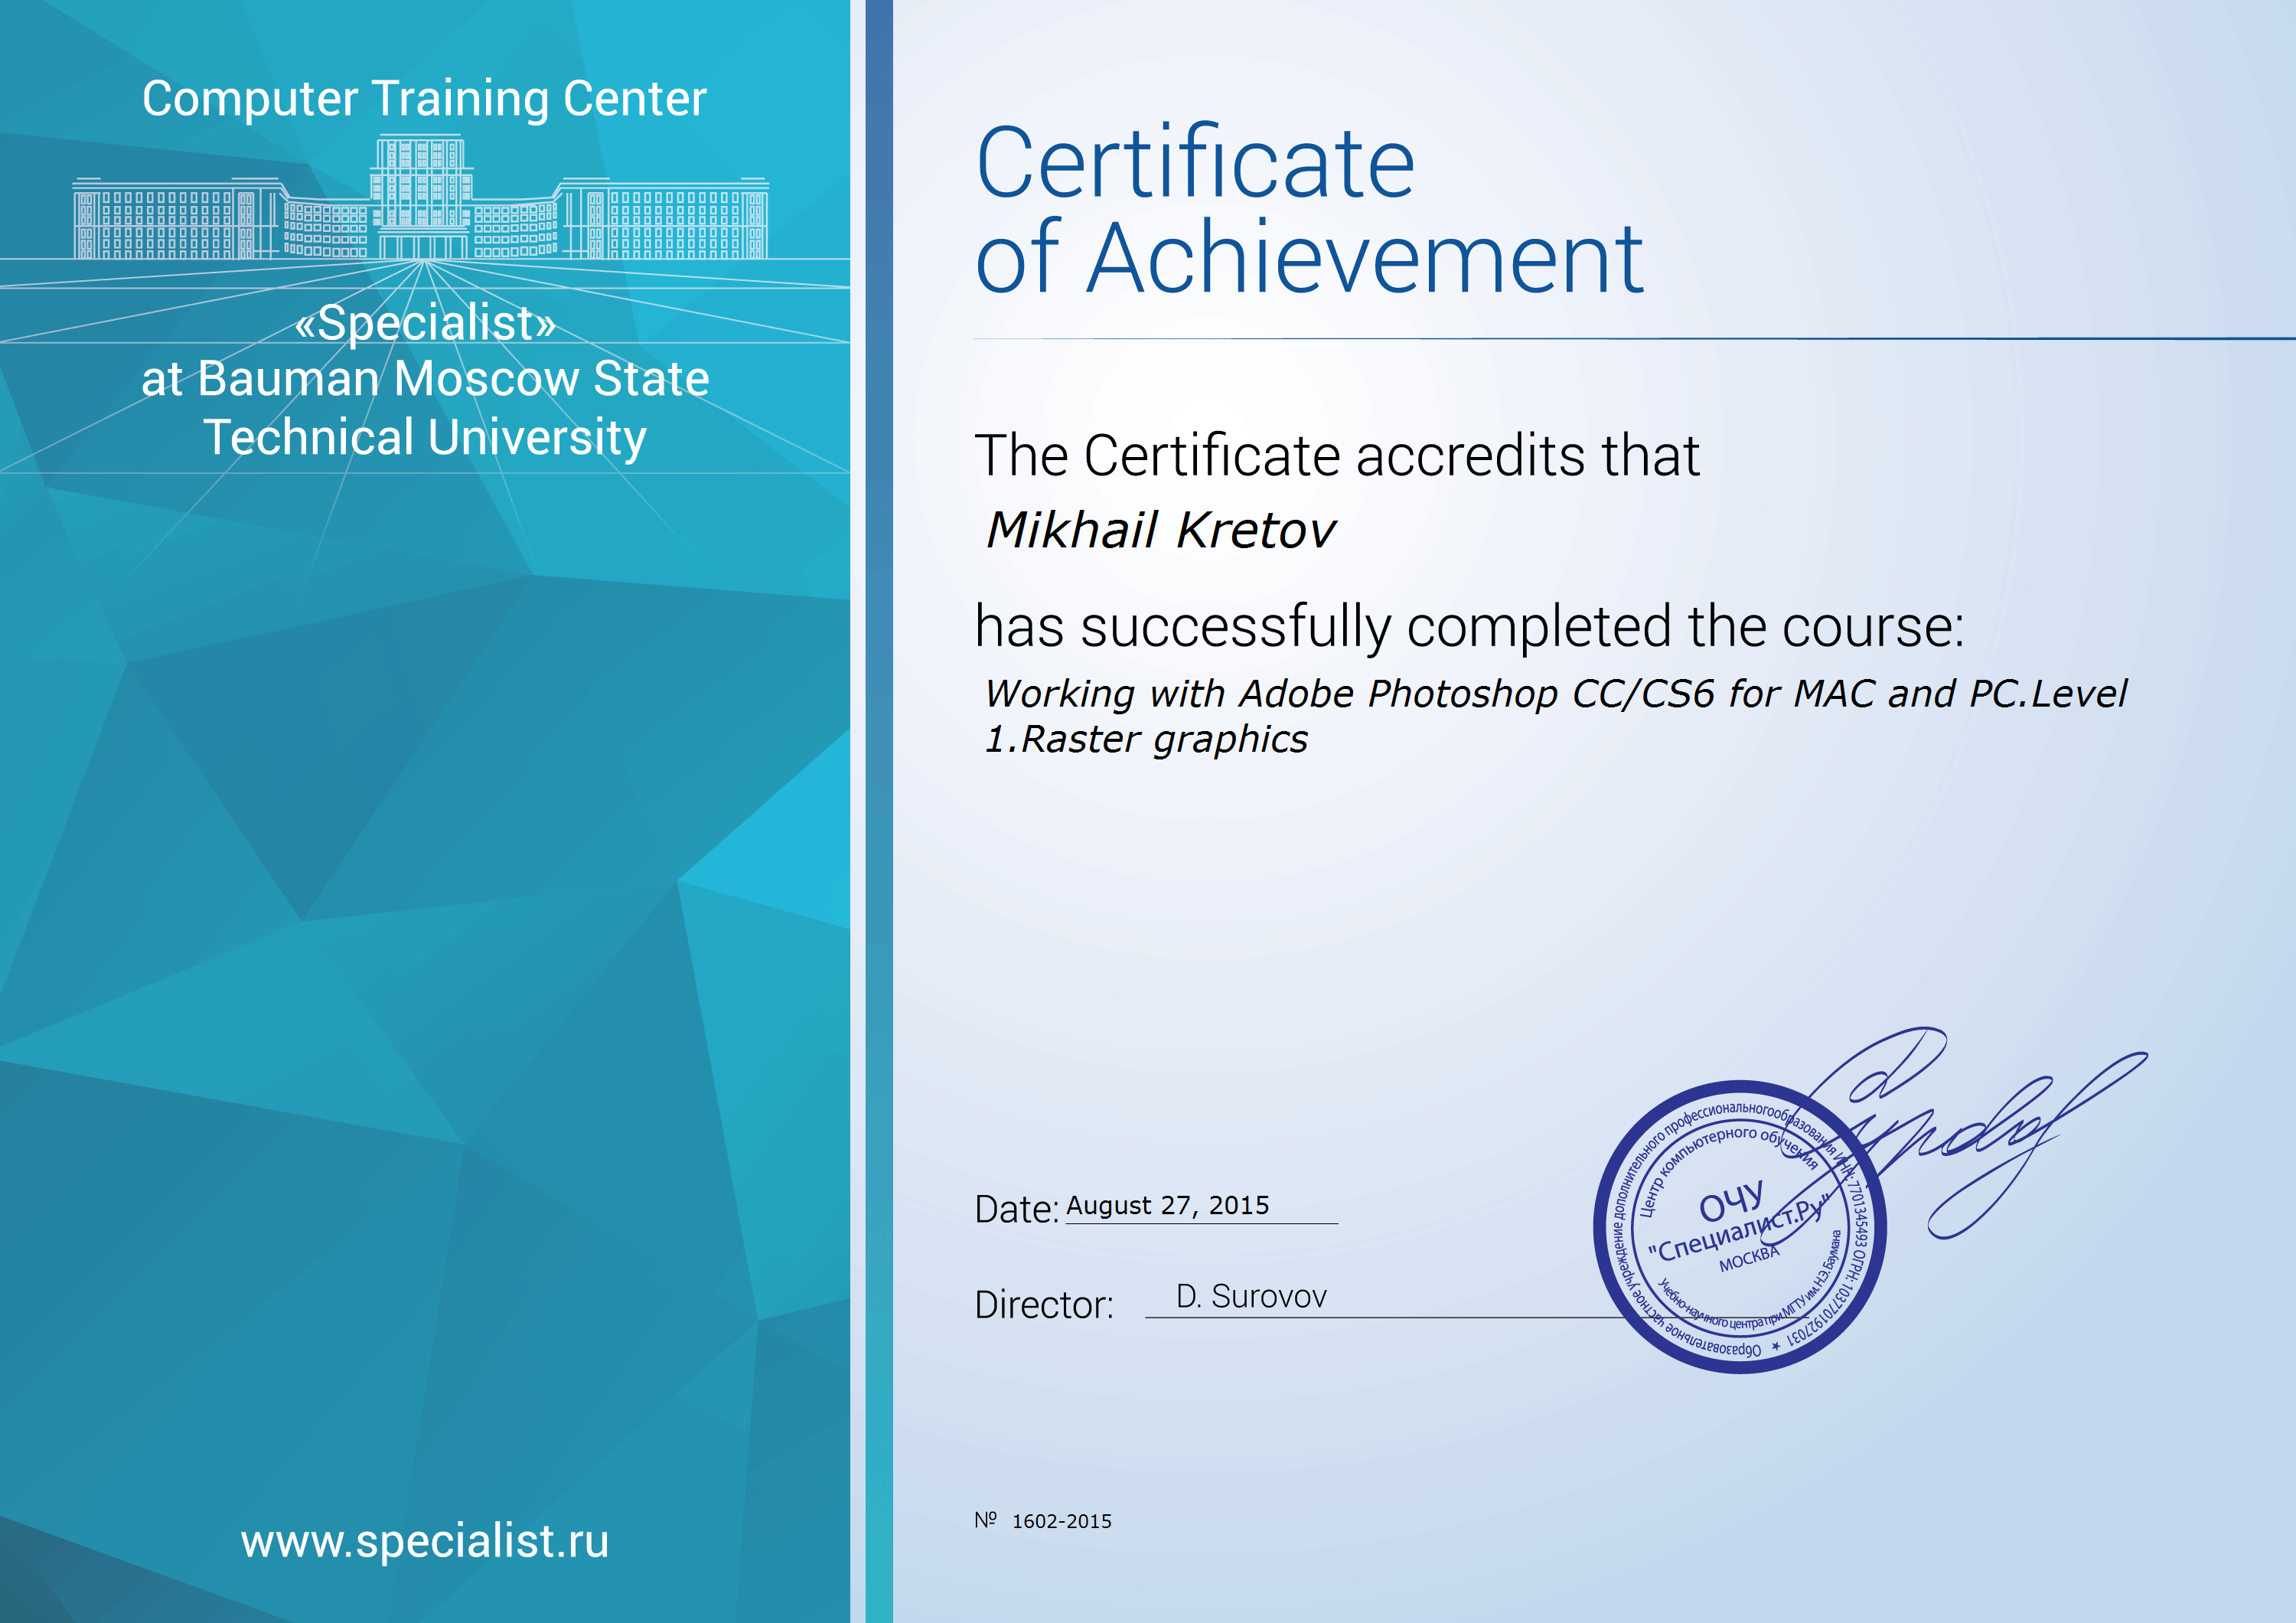 Computer Training Center
«Specialist»
at Bauman Moscow State
Technical University
www.specialist.ru
Certificate
of Achievement
The Certificate accredits that
Mikhail Kretov
has successfully completed the course:
Working with Adobe Photoshop CC/CS6 for MAC and PC.Level
1.Raster graphics
Date: August 27, 2015
Director: D. Surovov
Образовательное частное учреждение дополнительного профессиональногообразования ИНН: 7701345493 ОГРН: 1037701927031 ★
Центр компьютерного обучения
ОЧУ
"Специалист.Ру"
МОСКВА
Учебно-научного центра при МГТУ им. Н.Э.Баумана
№ 1602-2015